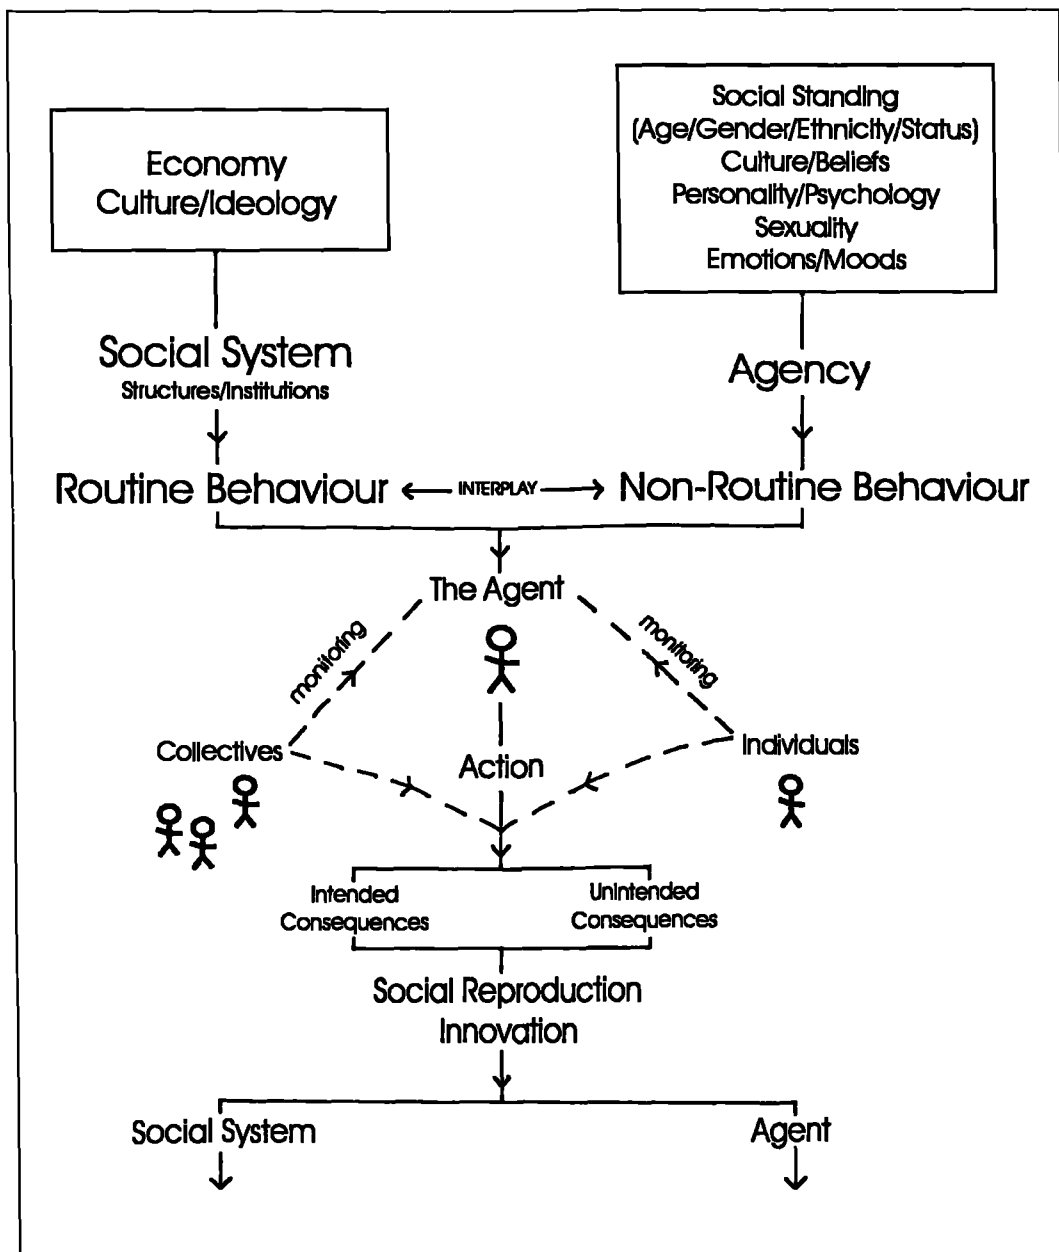 Economy
Culture/Ideology
Social Standing
(Age/Gender/Ethnicity/Status)
Culture/Beliefs
Personality/Psychology
Sexuality
Emotions/Moods
Social System
Structures/Institutions
Agency
Routine Behaviour
INTERPLAY
Non-Routine Behaviour
The Agent
monitoring
monitoring
Collectives
Action
Individuals
Intended
Consequences
Unintended
Consequences
Social Reproduction
Innovation
Social System
Agent